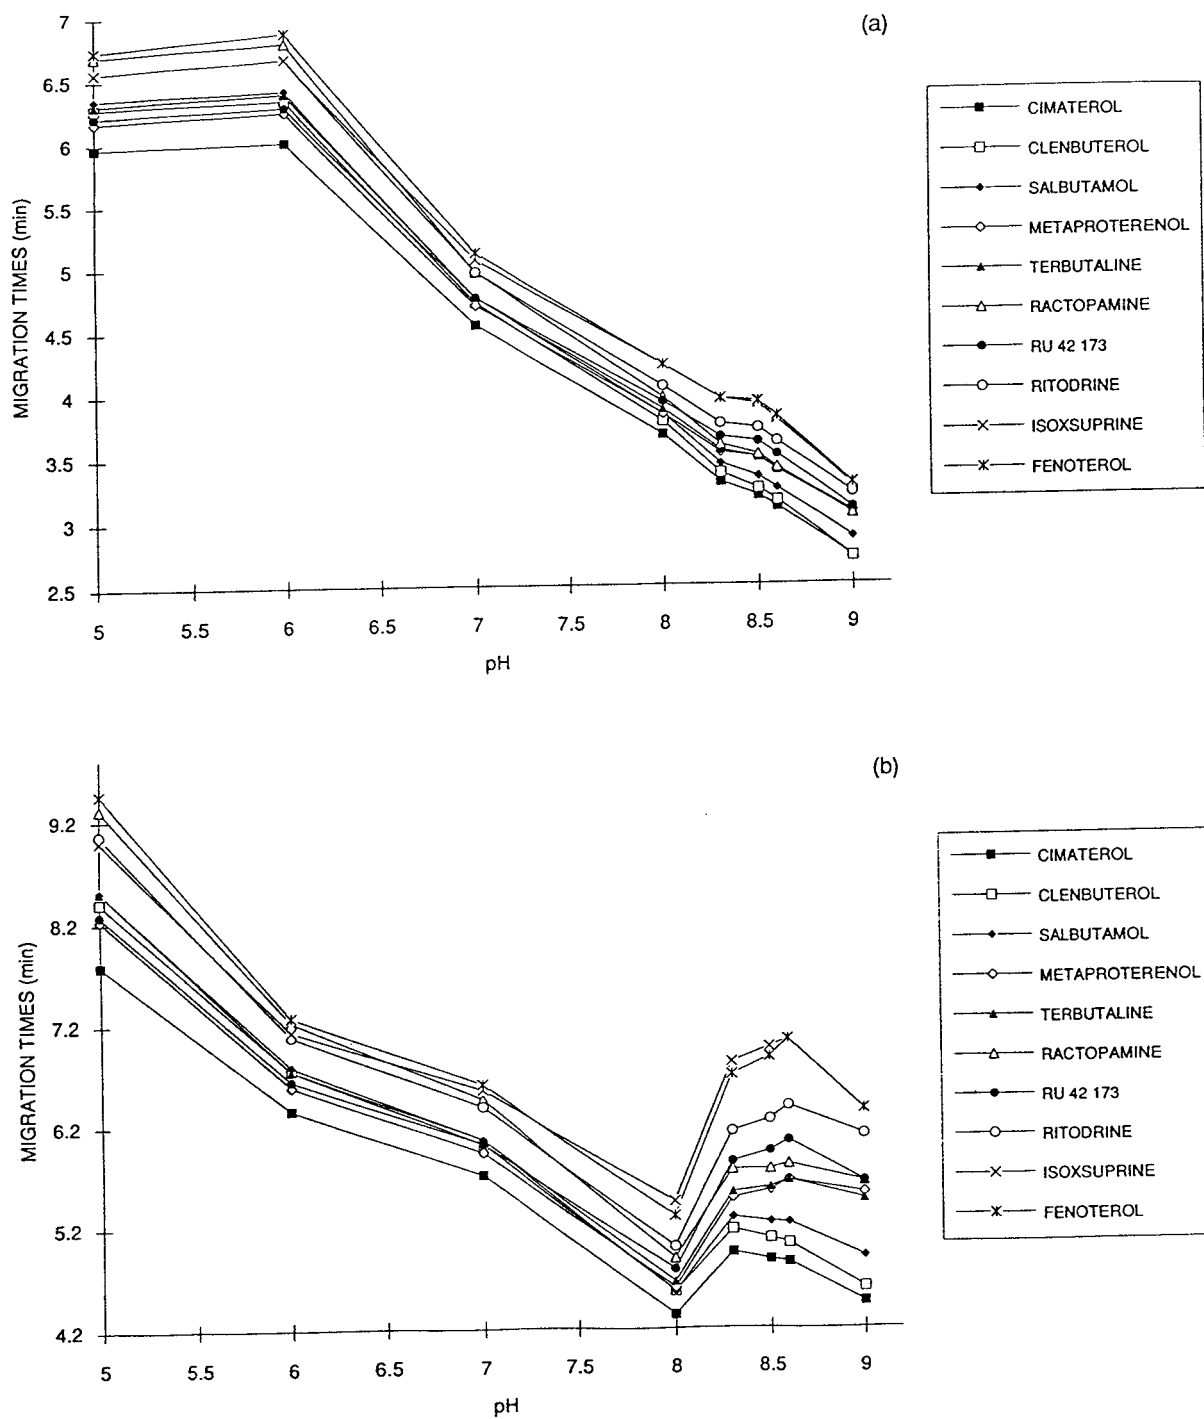 (a)
7
6.5
6
5.5
5
4.5
4
3.5
3
2.5
MIGRATION TIMES (min)
5 5.5 6 6.5 7 7.5 8 8.5 9
pH
CIMATEROL
CLENBUTEROL
SALBUTAMOL
METAPROTERENOL
TERBUTALINE
RACTOPAMINE
RU 42 173
RITODRINE
ISOXSUPRINE
FENOTEROL
(b)
9.2
8.2
7.2
6.2
5.2
4.2
MIGRATION TIMES (min)
5 5.5 6 6.5 7 7.5 8 8.5 9
pH
CIMATEROL
CLENBUTEROL
SALBUTAMOL
METAPROTERENOL
TERBUTALINE
RACTOPAMINE
RU 42 173
RITODRINE
ISOXSUPRINE
FENOTEROL